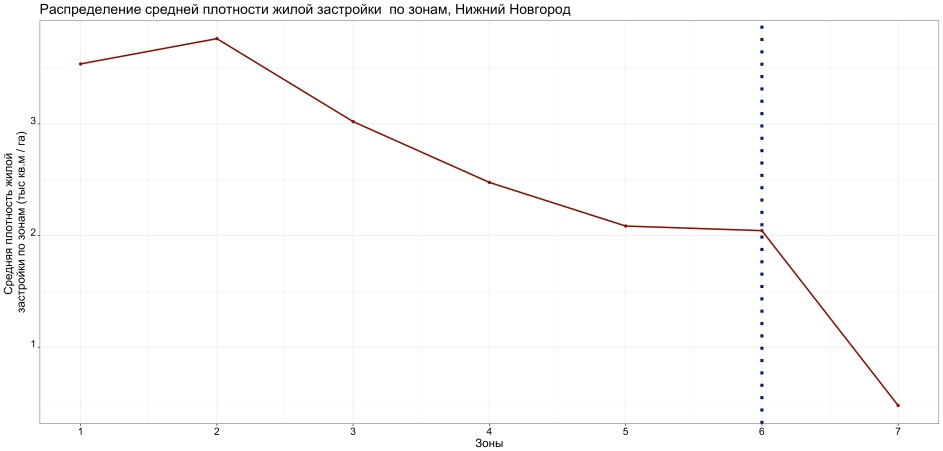 Распределение средней плотности жилой застройки  по зонам, Нижний Новгород
Средняя плотность жилой
застройки по зонам (тыс кв.м / га)
3
2
1
1 2 3 4 5 6 7
Зоны